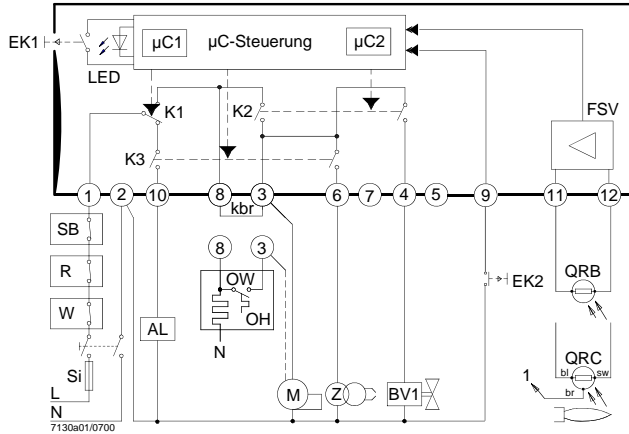 EK1
LED
µC1
µC-Steuerung
µC2
K1
K2
K3
FSV
1
2
10
8
3
6
7
4
5
9
11
12
kbr
SB
R
W
Si
L
N
7130a01/0700
AL
8
3
OW
OH
N
M
Z
BV1
EK2
QRB
QRC
bl
sw
br
1